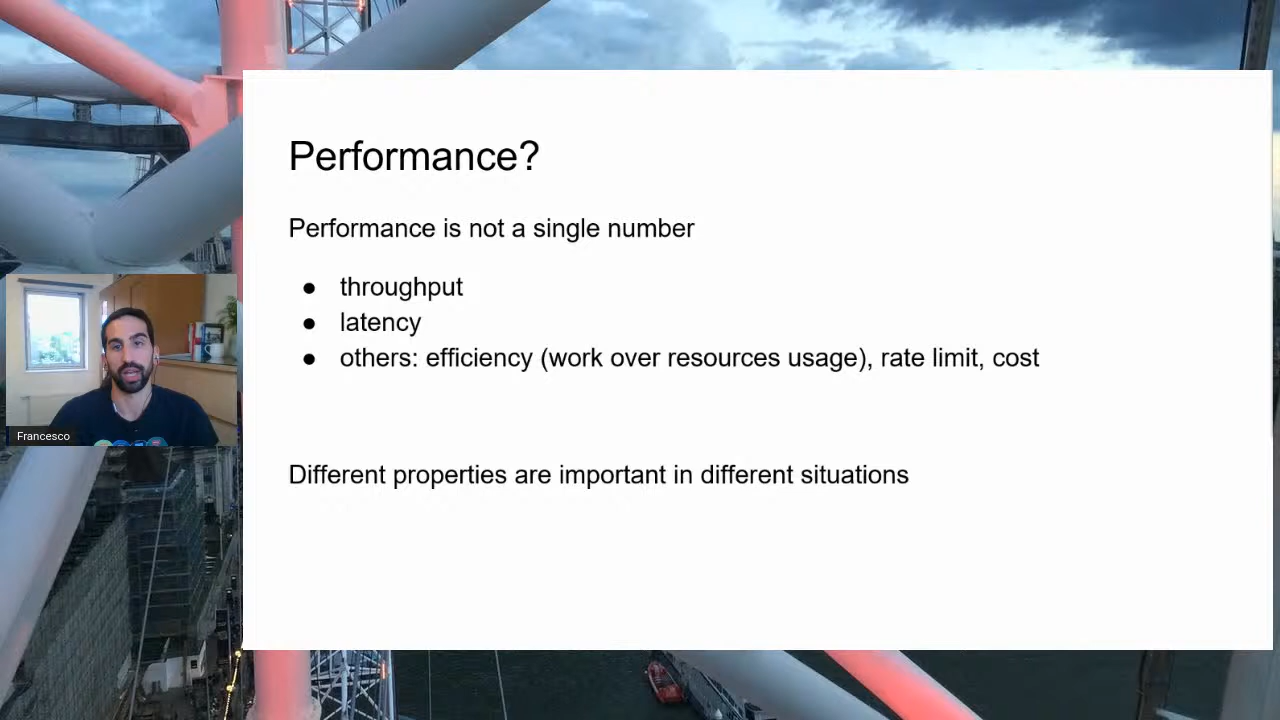 Performance?
Performance is not a single number
● throughput
● latency
● others: efficiency (work over resources usage), rate limit, cost
Different properties are important in different situations
Francesco